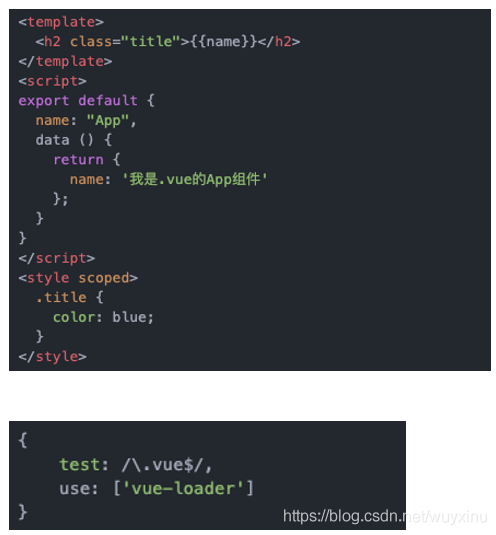 <template>
  <h2 class="title">{{name}}</h2>
</template>
<script>
export default {
  name: "App",
  data () {
    return {
      name: '我是.vue的App组件'
    };
  }
}
</script>
<style scoped>
  .title {
    color: blue;
  }
</style>
{
    test: /\.vue$/,
    use: ['vue-loader']
}
https://blog.csdn.net/wuyxinu